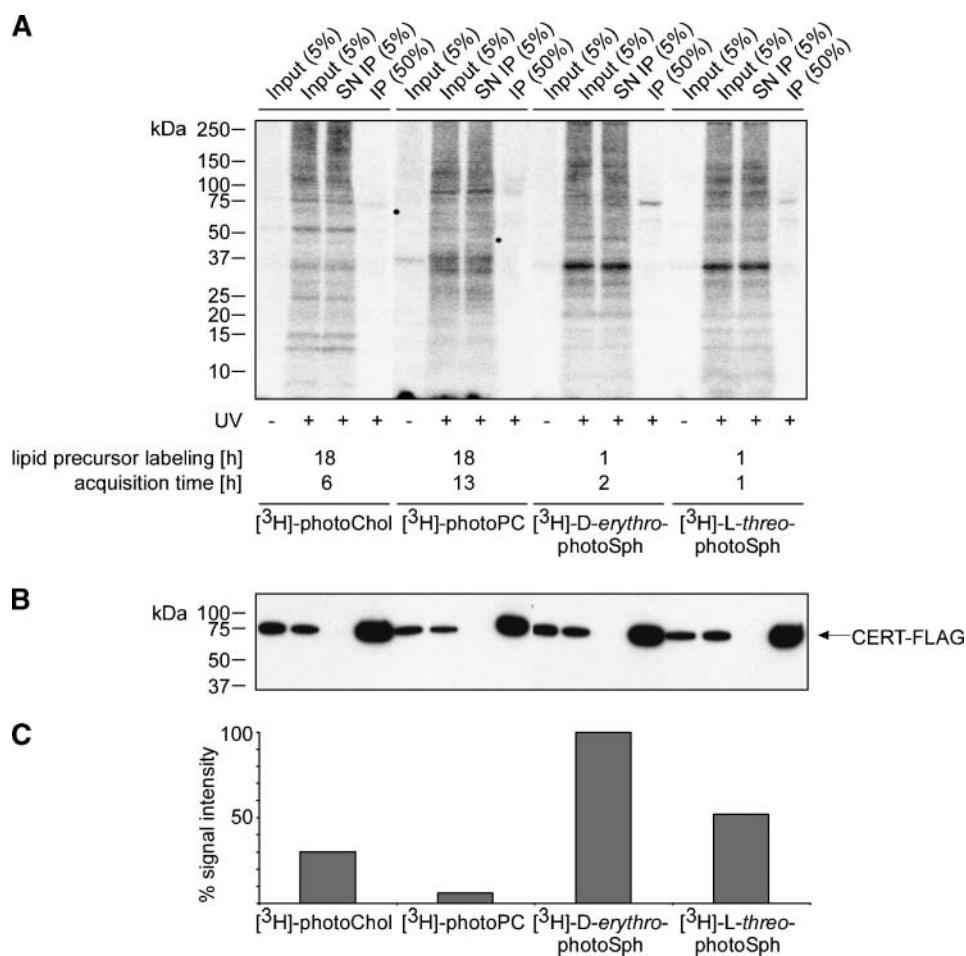 A
Input (5%) Input (5%) SN IP (5%) IP (50%) Input (5%) Input (5%) SN IP (5%) IP (50%) Input (5%) Input (5%) SN IP (5%) IP (50%) Input (5%) Input (5%) SN IP (5%) IP (50%)
kDa 250
150
100
75
50
37
25
20
15
10
UV - + + + - + + + - + + + - + + +
lipid precursor labeling [h] 18 18 1 1
acquisition time [h] 6 13 2 1
[³H]-photoChol [³H]-photoPC [³H]-D-erythro-photoSph [³H]-L-threo-photoSph
B
kDa 100
75
50
37
CERT-FLAG
C
% signal intensity
100
50
[³H]-photoChol [³H]-photoPC [³H]-D-erythro-photoSph [³H]-L-threo-photoSph